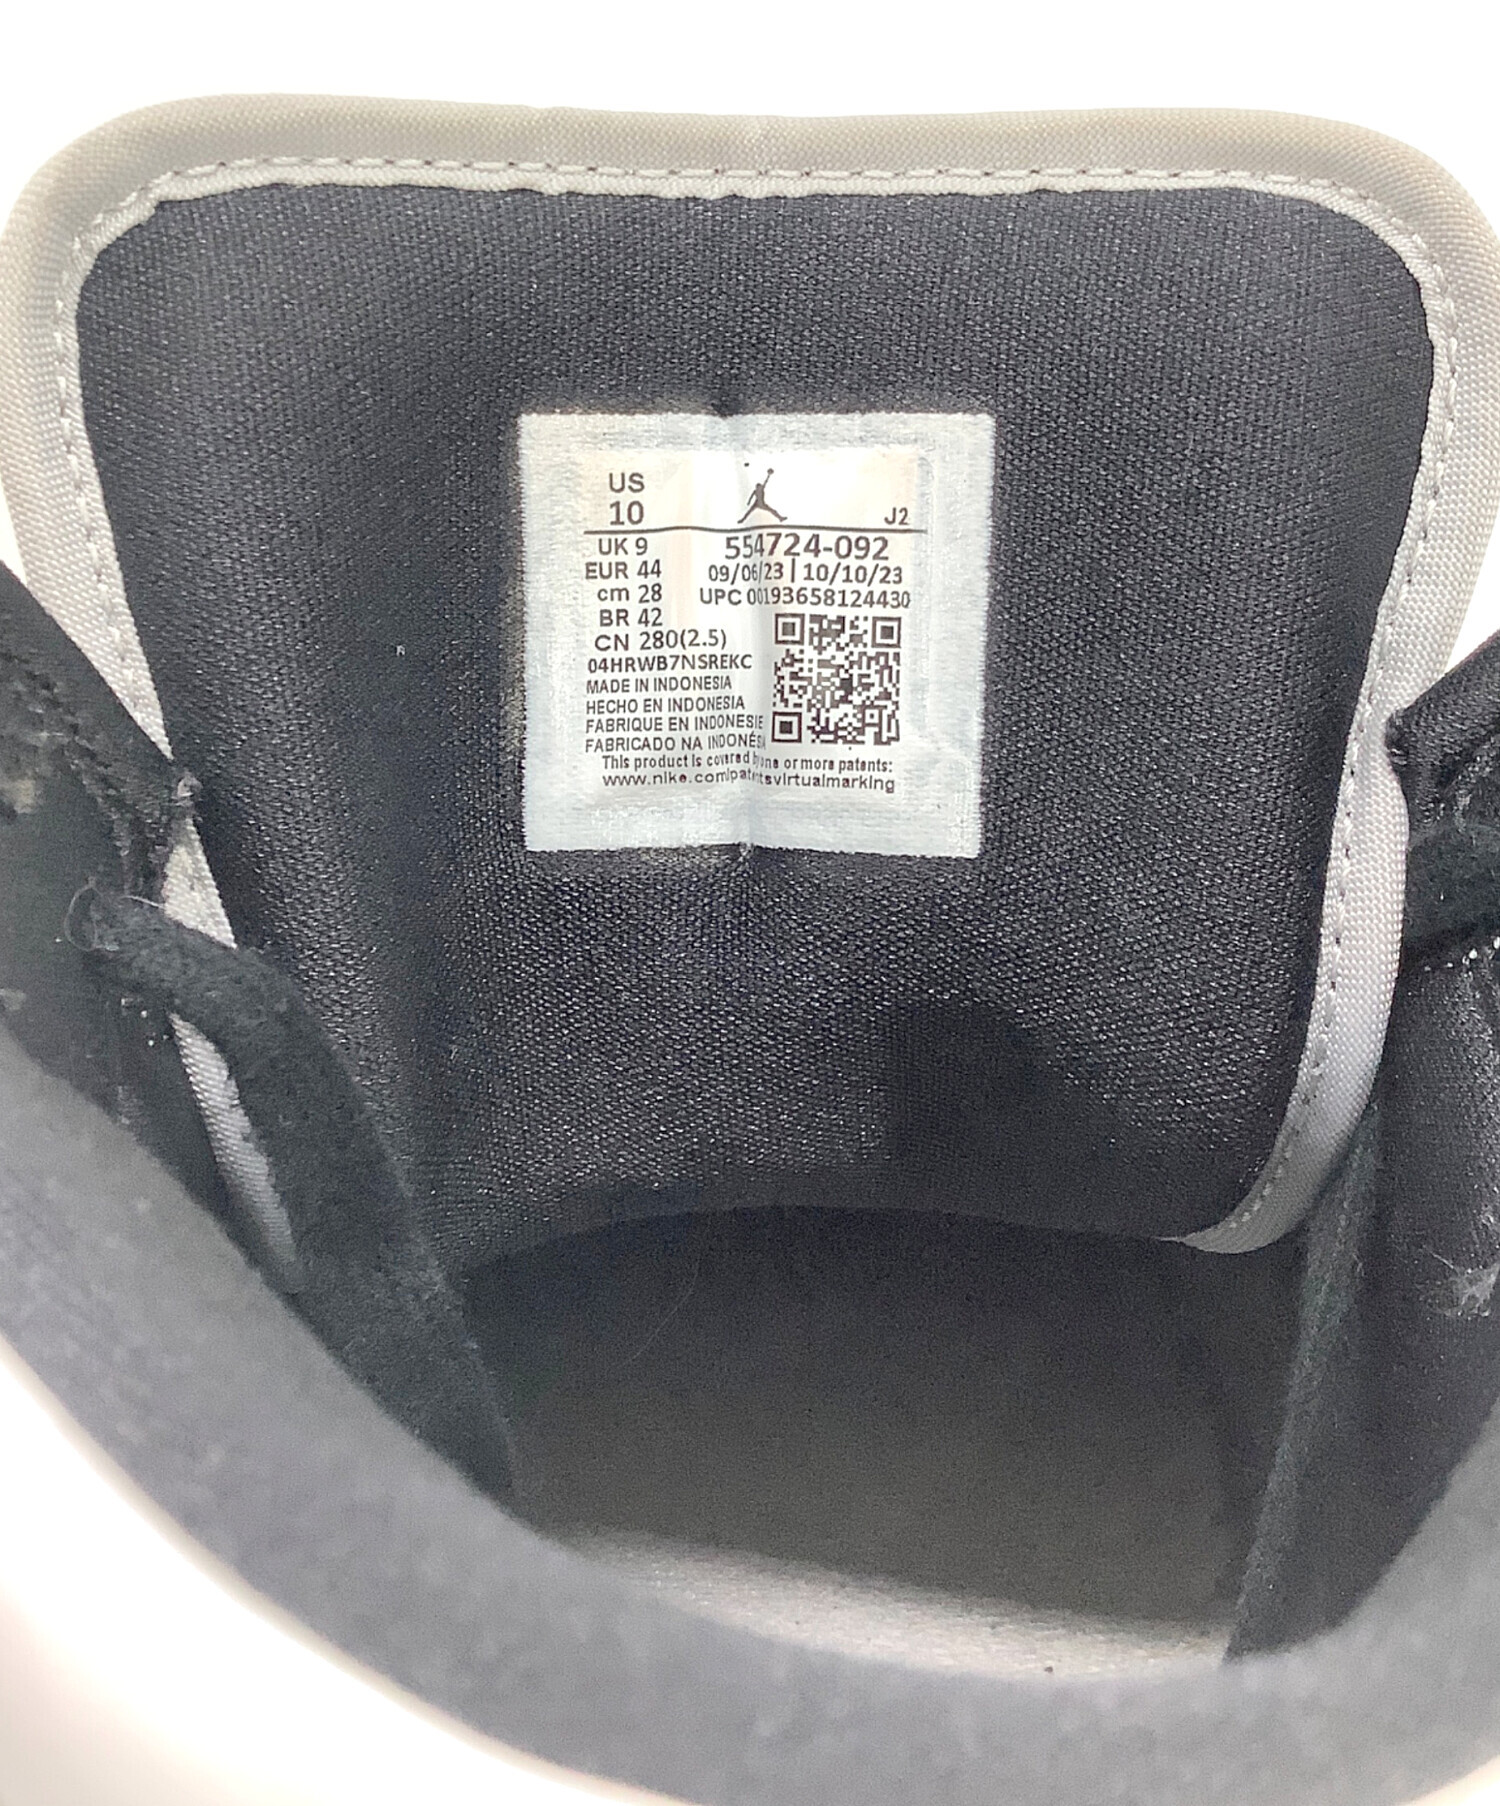 US
10
J2
UK 9
554724-092
EUR 44
09/06/23 | 10/10/23
cm 28
UPC 00193658124430
BR 42
CN 280(2.5)
04HRWB7NSREKC
MADE IN INDONESIA
HECHO EN INDONESIA
FABRIQUE EN INDONESIE
FABRICADO NA INDONÉSIA
This product is covered by one or more patents:
www.nike.com/patentsvirtualmarking